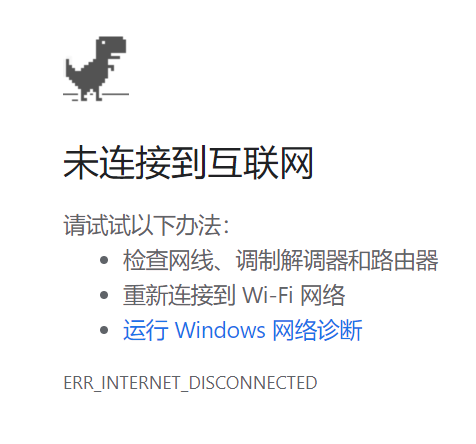 未连接到互联网
请试试以下办法：
• 检查网线、调制解调器和路由器
• 重新连接到 Wi-Fi 网络
• 运行 Windows 网络诊断
ERR_INTERNET_DISCONNECTED